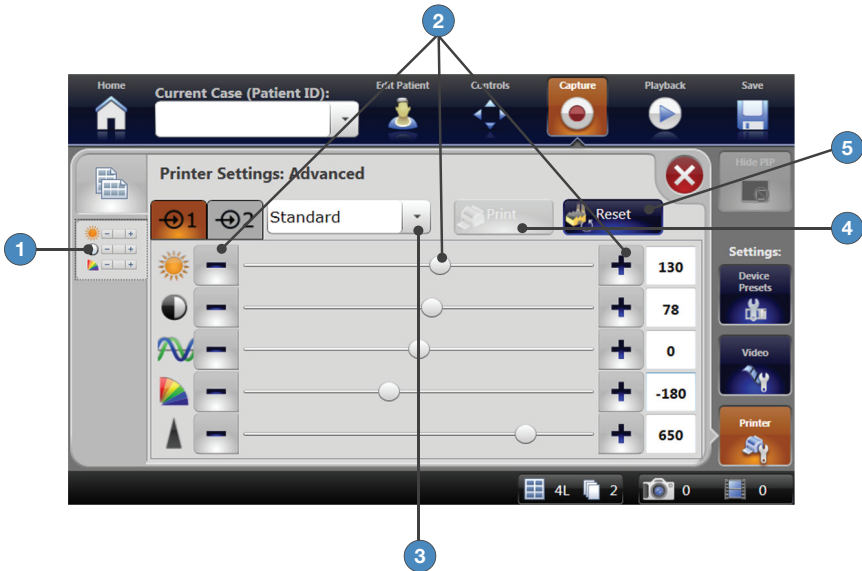 2
Home
Current Case (Patient ID):
Edit Patient
Controls
Capture
Playback
Save
Printer Settings: Advanced
Hide PIP
5
1 2 Standard
Print
Reset
4
1
130
78
0
-180
650
Settings:
Device
Presets
Video
Printer
4L 2 0 0
3